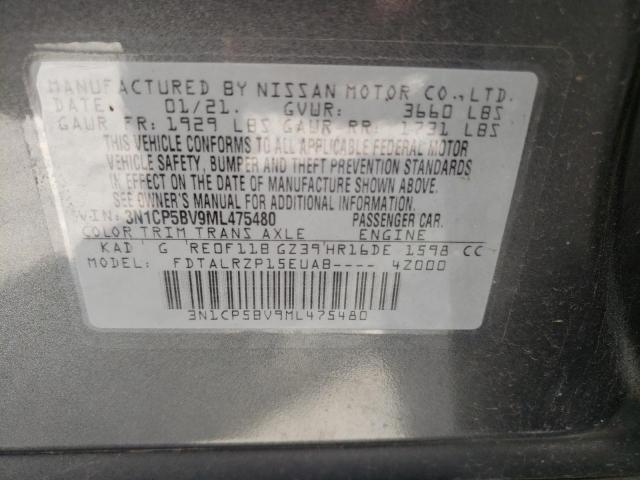 MANUFACTURED BY NISSAN MOTOR CO.,LTD.
DATE: 01/21. GVWR: 3660 LBS
GAWR FR: 1929 LBS GAWR RR: 1731 LBS
THIS VEHICLE CONFORMS TO ALL APPLICABLE FEDERAL MOTOR
VEHICLE SAFETY, BUMPER AND THEFT PREVENTION STANDARDS
IN EFFECT ON THE DATE OF MANUFACTURE SHOWN ABOVE.
SEE OWNER'S MANUAL FOR ADDITIONAL INFORMATION
VIN: 3N1CP5BV9ML475480 PASSENGER CAR.
COLOR TRIM TRANS AXLE ENGINE
KAD G RE0F11B GZ39 HR16DE 1598 CC
MODEL: FDTALRZP15EUAB---- 4Z000
3N1CP5BV9ML475480